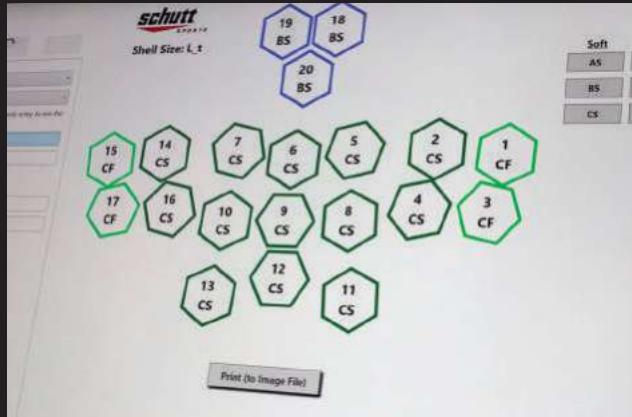 schutt
SPORTS
Shell Size: L_t
19
BS
18
BS
20
BS
Soft
AS
BS
CS
15
CF
14
CS
7
CS
6
CS
5
CS
2
CS
1
CF
17
CF
16
CS
10
CS
9
CS
8
CS
4
CS
3
CF
13
CS
12
CS
11
CS
Print (to Image File)